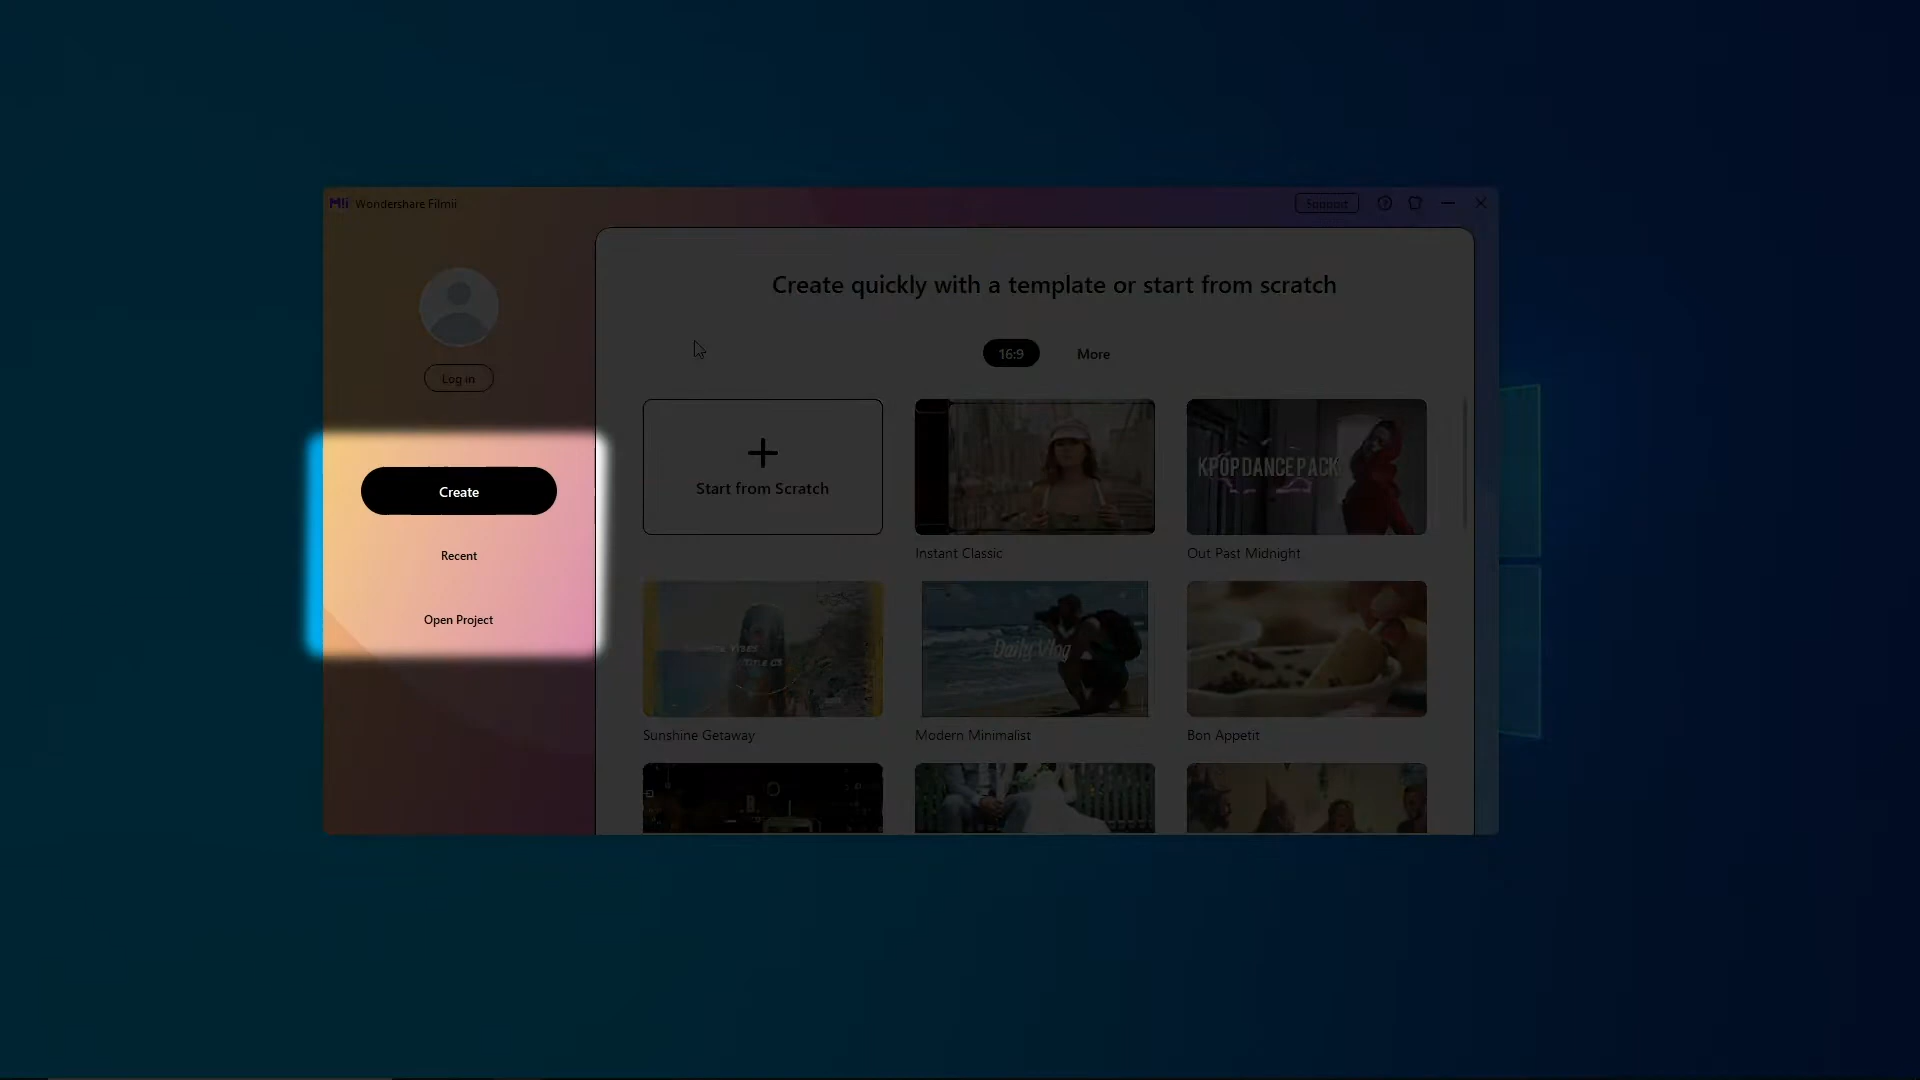 Wondershare Filmii
Support
Log in
Create
Recent
Open Project
Create quickly with a template or start from scratch
16:9
More
Start from Scratch
KPOP DANCE PACK
Instant Classic
Out Past Midnight
Daily Vlog
Sunshine Getaway
Modern Minimalist
Bon Appetit